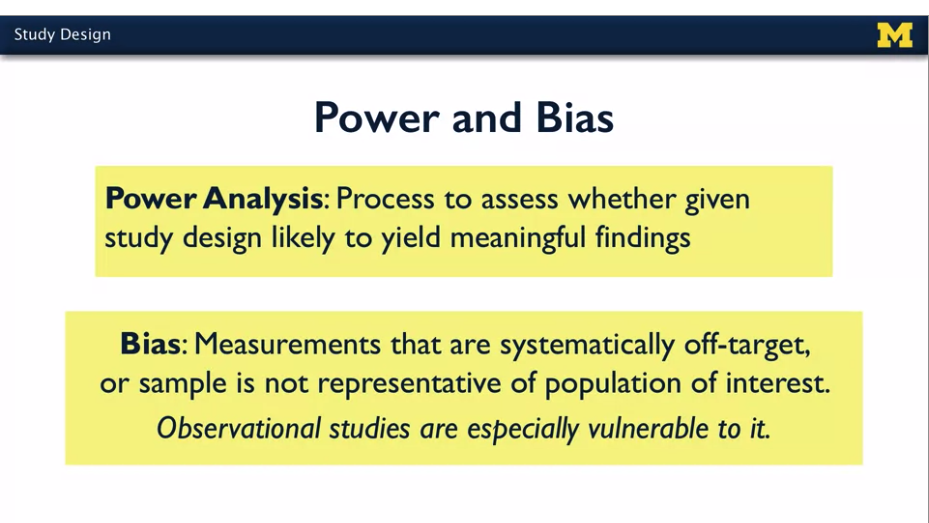 Study Design
M
Power and Bias
Power Analysis: Process to assess whether given
study design likely to yield meaningful findings
Bias: Measurements that are systematically off-target,
or sample is not representative of population of interest.
Observational studies are especially vulnerable to it.